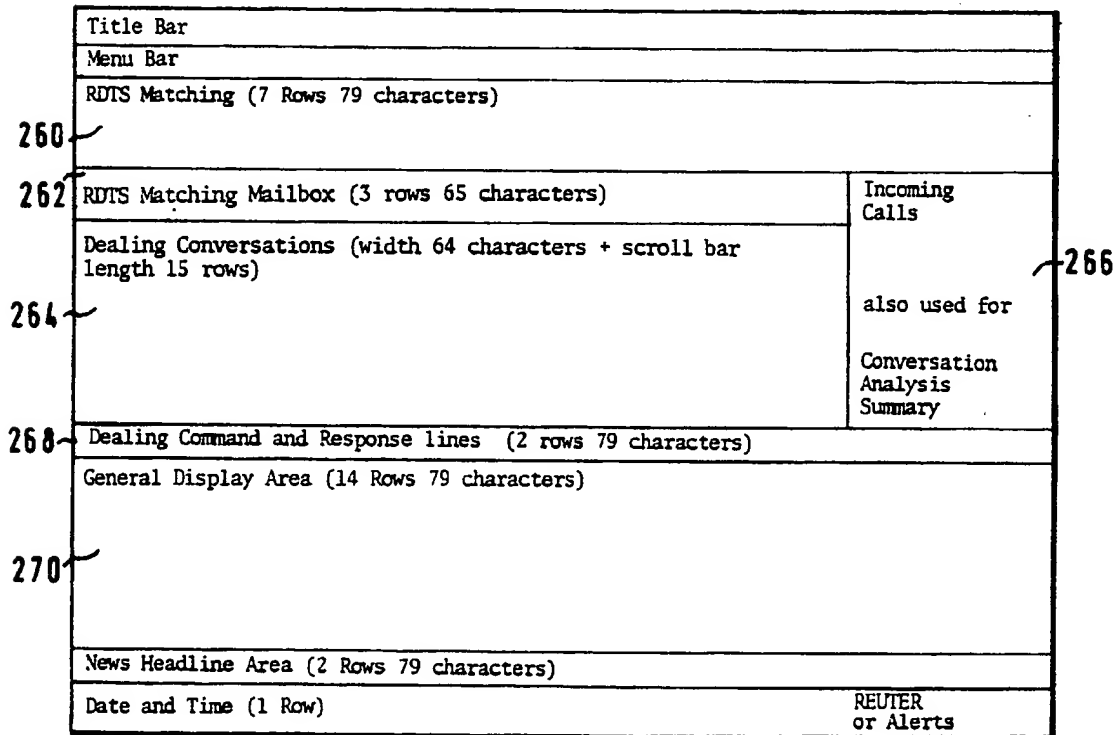 Title Bar
Menu Bar
RDTS Matching (7 Rows 79 characters)
260
262
RDTS Matching Mailbox (3 rows 65 characters)
Incoming
Calls
Dealing Conversations (width 64 characters + scroll bar
length 15 rows)
266
264
also used for
Conversation
Analysis
Summary
268
Dealing Command and Response lines (2 rows 79 characters)
General Display Area (14 Rows 79 characters)
270
News Headline Area (2 Rows 79 characters)
Date and Time (1 Row)
REUTER
or Alerts